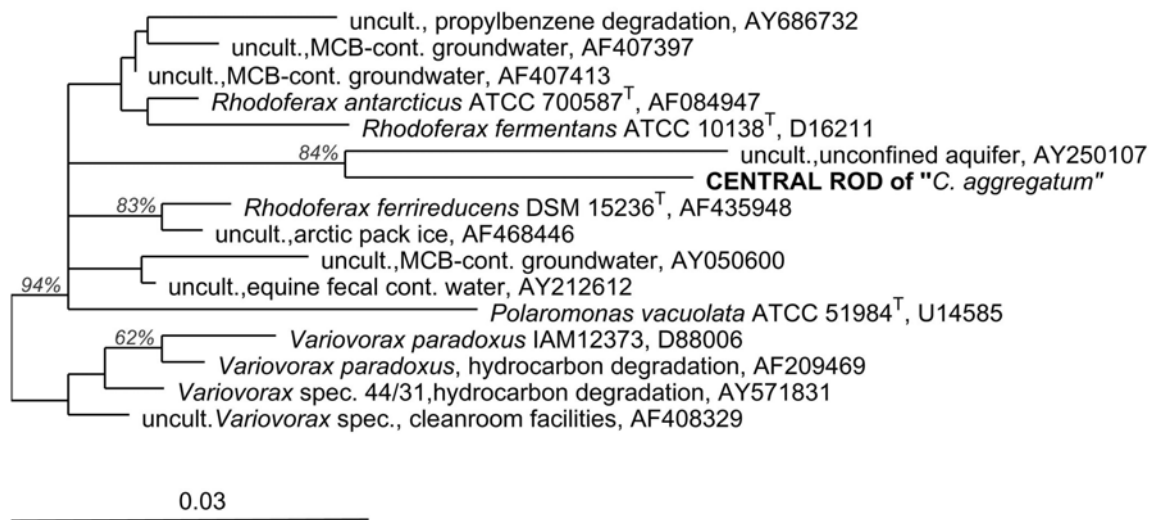 uncult., propylbenzene degradation, AY686732
uncult.,MCB-cont. groundwater, AF407397
uncult.,MCB-cont. groundwater, AF407413
Rhodoferax antarcticus ATCC 700587T, AF084947
Rhodoferax fermentans ATCC 10138T, D16211
84% uncult.,unconfined aquifer, AY250107
CENTRAL ROD of "C. aggregatum"
83% Rhodoferax ferrireducens DSM 15236T, AF435948
uncult.,arctic pack ice, AF468446
uncult.,MCB-cont. groundwater, AY050600
94% uncult.,equine fecal cont. water, AY212612
Polaromonas vacuolata ATCC 51984T, U14585
62% Variovorax paradoxus IAM12373, D88006
Variovorax paradoxus, hydrocarbon degradation, AF209469
Variovorax spec. 44/31,hydrocarbon degradation, AY571831
uncult.Variovorax spec., cleanroom facilities, AF408329
0.03